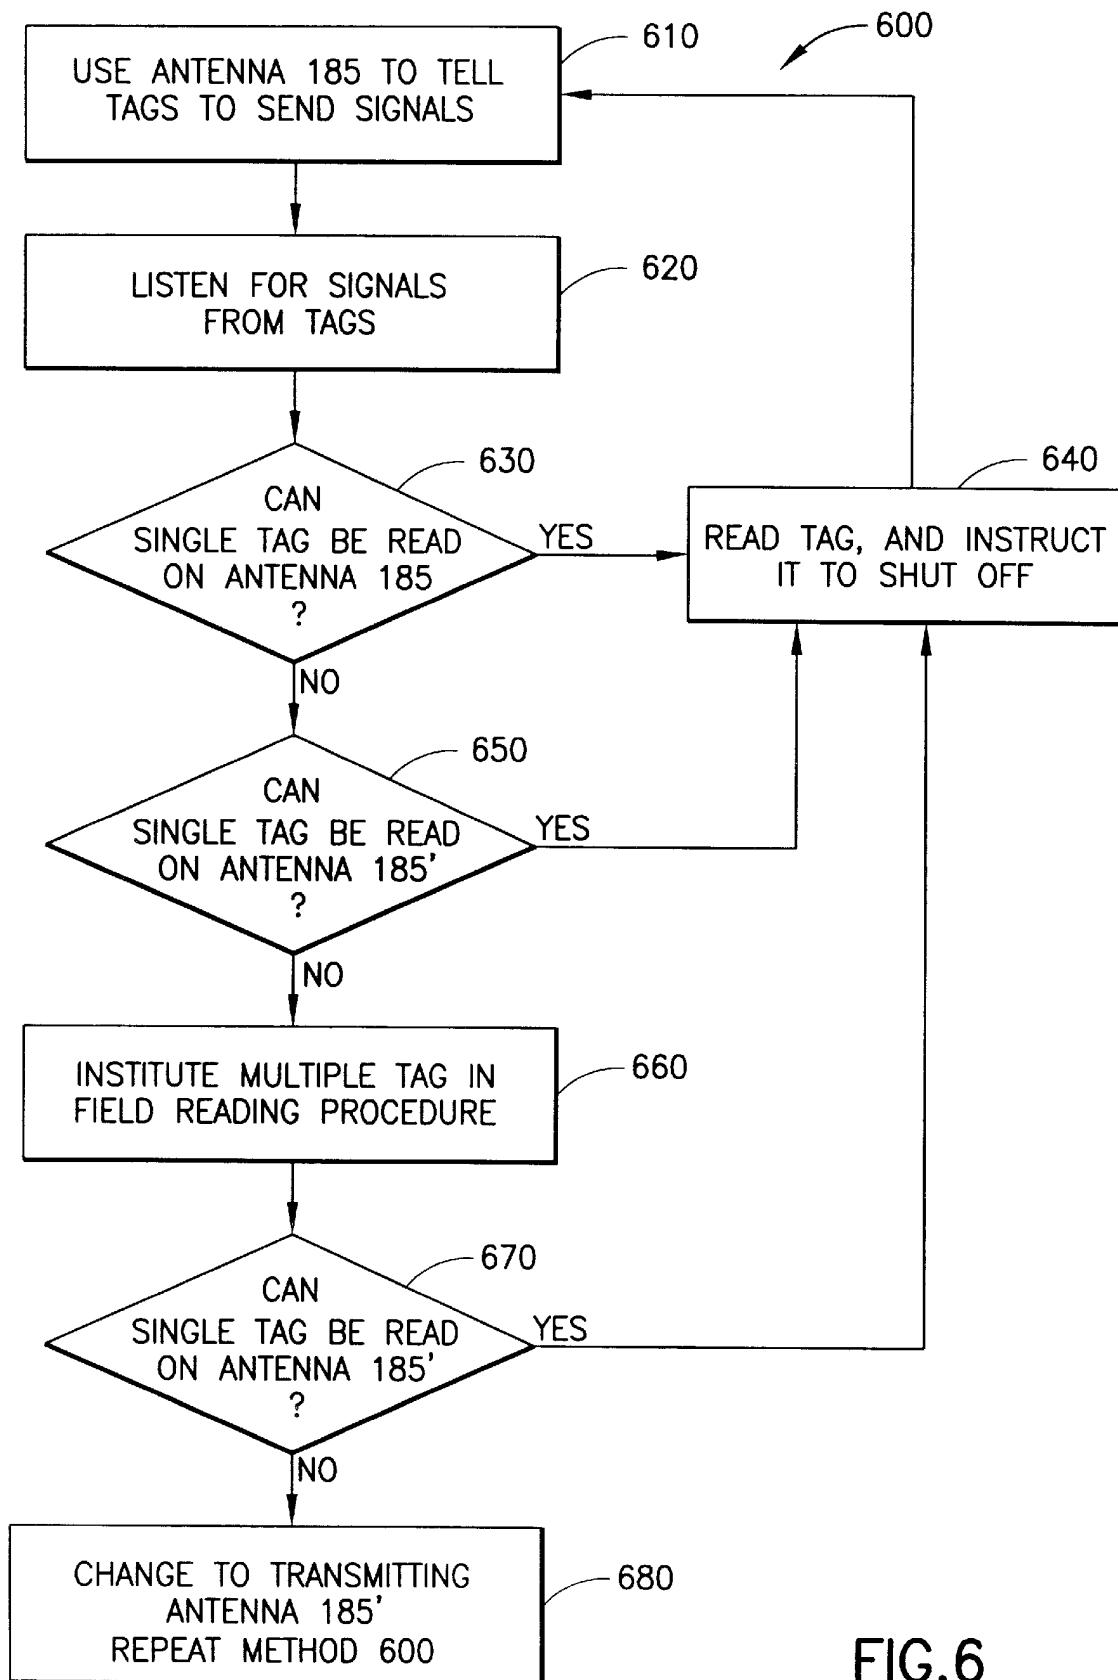 600
610
USE ANTENNA 185 TO TELL
TAGS TO SEND SIGNALS
620
LISTEN FOR SIGNALS
FROM TAGS
630
CAN
SINGLE TAG BE READ
ON ANTENNA 185
?
YES
640
READ TAG, AND INSTRUCT
IT TO SHUT OFF
NO
650
CAN
SINGLE TAG BE READ
ON ANTENNA 185'
?
YES
NO
660
INSTITUTE MULTIPLE TAG IN
FIELD READING PROCEDURE
670
CAN
SINGLE TAG BE READ
ON ANTENNA 185'
?
YES
NO
680
CHANGE TO TRANSMITTING
ANTENNA 185'
REPEAT METHOD 600
FIG.6